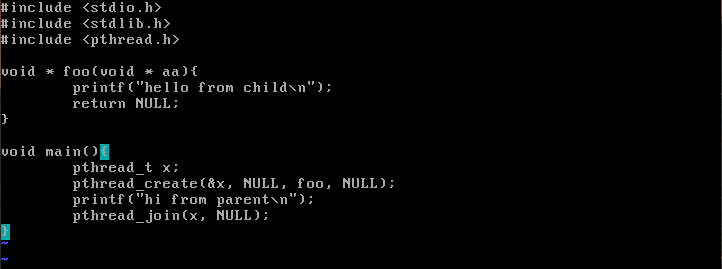 #include <stdio.h>
#include <stdlib.h>
#include <pthread.h>

void * foo(void * aa){
        printf("hello from child\n");
        return NULL;
}

void main(){
        pthread_t x;
        pthread_create(&x, NULL, foo, NULL);
        printf("hi from parent\n");
        pthread_join(x, NULL);
}
~
~